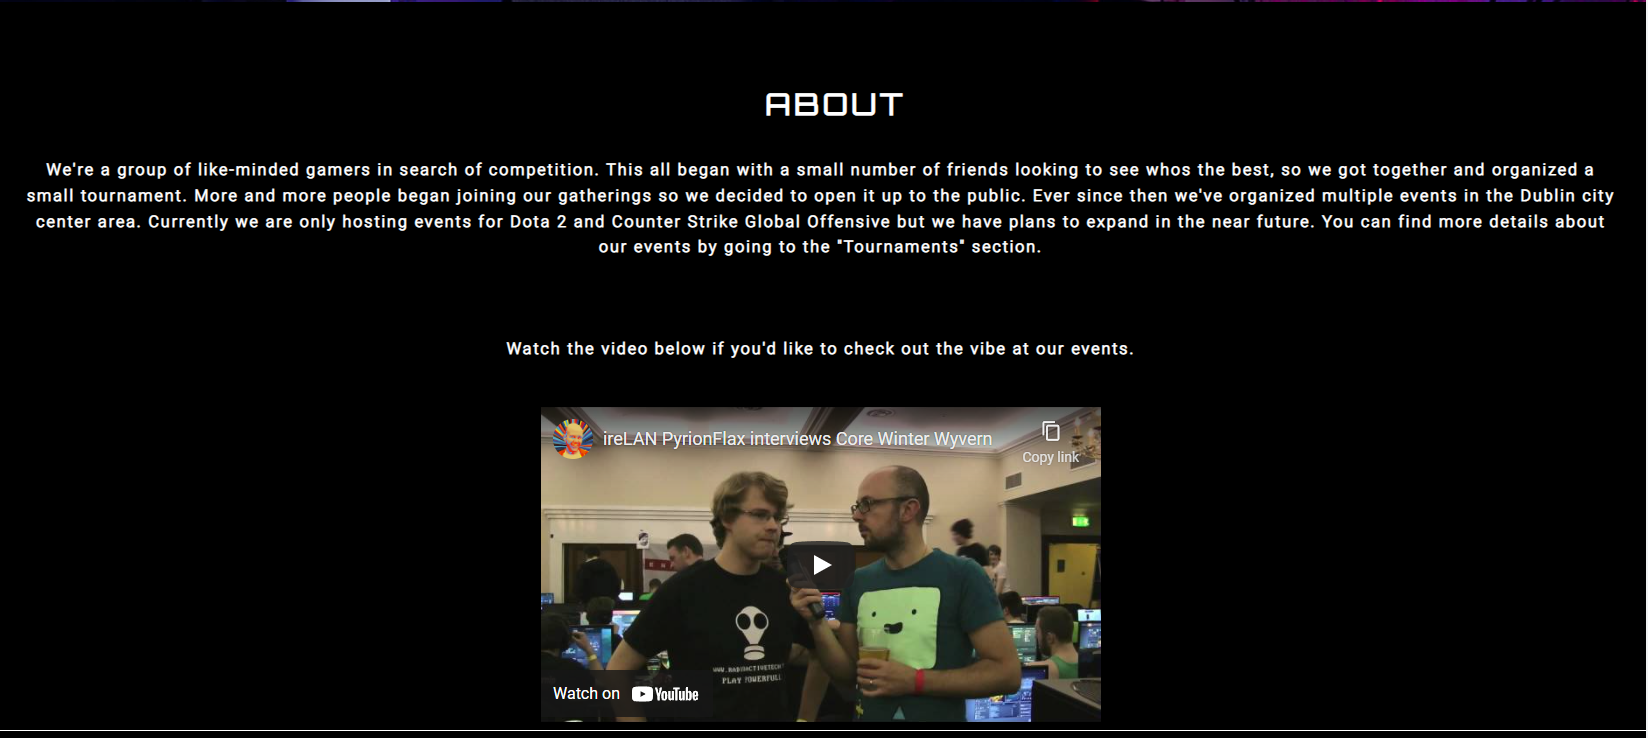 ABOUT
We're a group of like-minded gamers in search of competition. This all began with a small number of friends looking to see whos the best, so we got together and organized a
small tournament. More and more people began joining our gatherings so we decided to open it up to the public. Ever since then we've organized multiple events in the Dublin city
center area. Currently we are only hosting events for Dota 2 and Counter Strike Global Offensive but we have plans to expand in the near future. You can find more details about
our events by going to the "Tournaments" section.
Watch the video below if you'd like to check out the vibe at our events.
ireLAN PyrionFlax interviews Core Winter Wyvern
Copy link
PLAY POWERFULL
Watch on YouTube